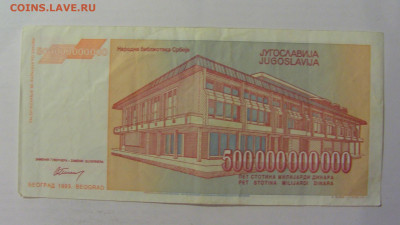 COINS.LAVE.RU
500000000000
Народна библиотека Србије
ЈУГОСЛАВИЈА
JUGOSLAVIJA
500000000000
ПЕТ СТОТИНА МИЛИЈАРДИ ДИНАРА
PET STOTINA MILIJARDI DINARA
БЕОГРАД 1993 BEOGRAD